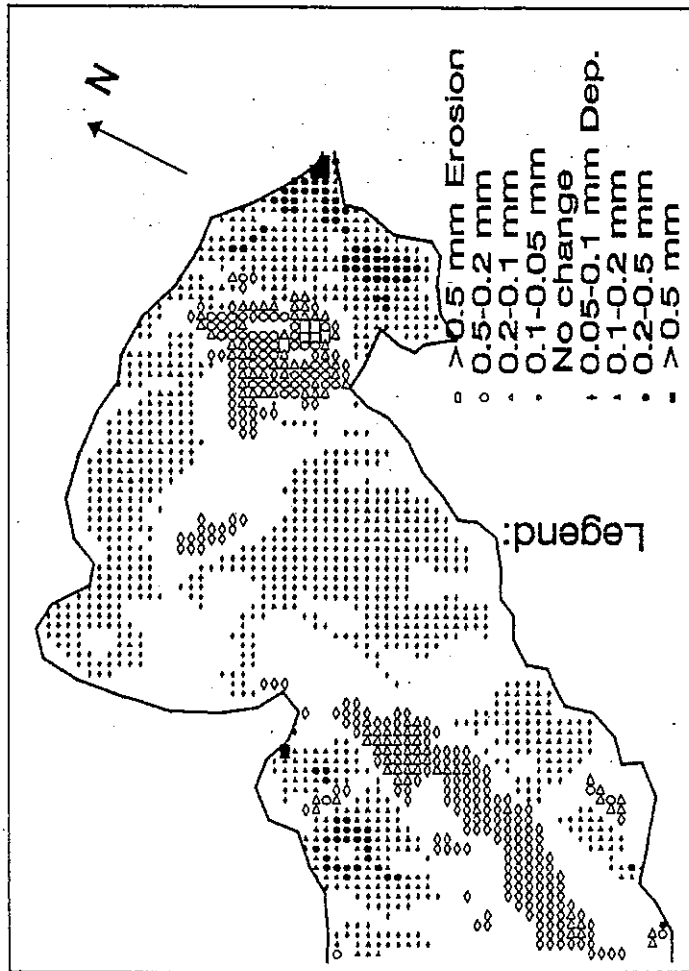 N
Legend:
>0.5 mm Erosion
0.5-0.2 mm
0.2-0.1 mm
0.1-0.05 mm
No change
0.05-0.1 mm Dep.
0.1-0.2 mm
0.2-0.5 mm
>0.5 mm